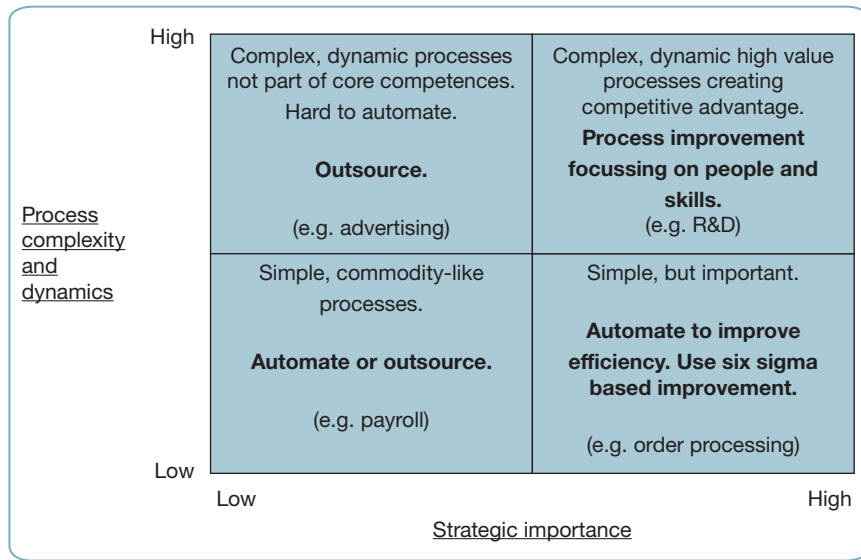 High
Complex, dynamic processes
not part of core competences.
Hard to automate.
Outsource.
(e.g. advertising)
Complex, dynamic high value
processes creating
competitive advantage.
Process improvement
focussing on people and
skills.
(e.g. R&D)
Process
complexity
and
dynamics
Simple, commodity-like
processes.
Automate or outsource.
(e.g. payroll)
Simple, but important.
Automate to improve
efficiency. Use six sigma
based improvement.
(e.g. order processing)
Low
Low
High
Strategic importance